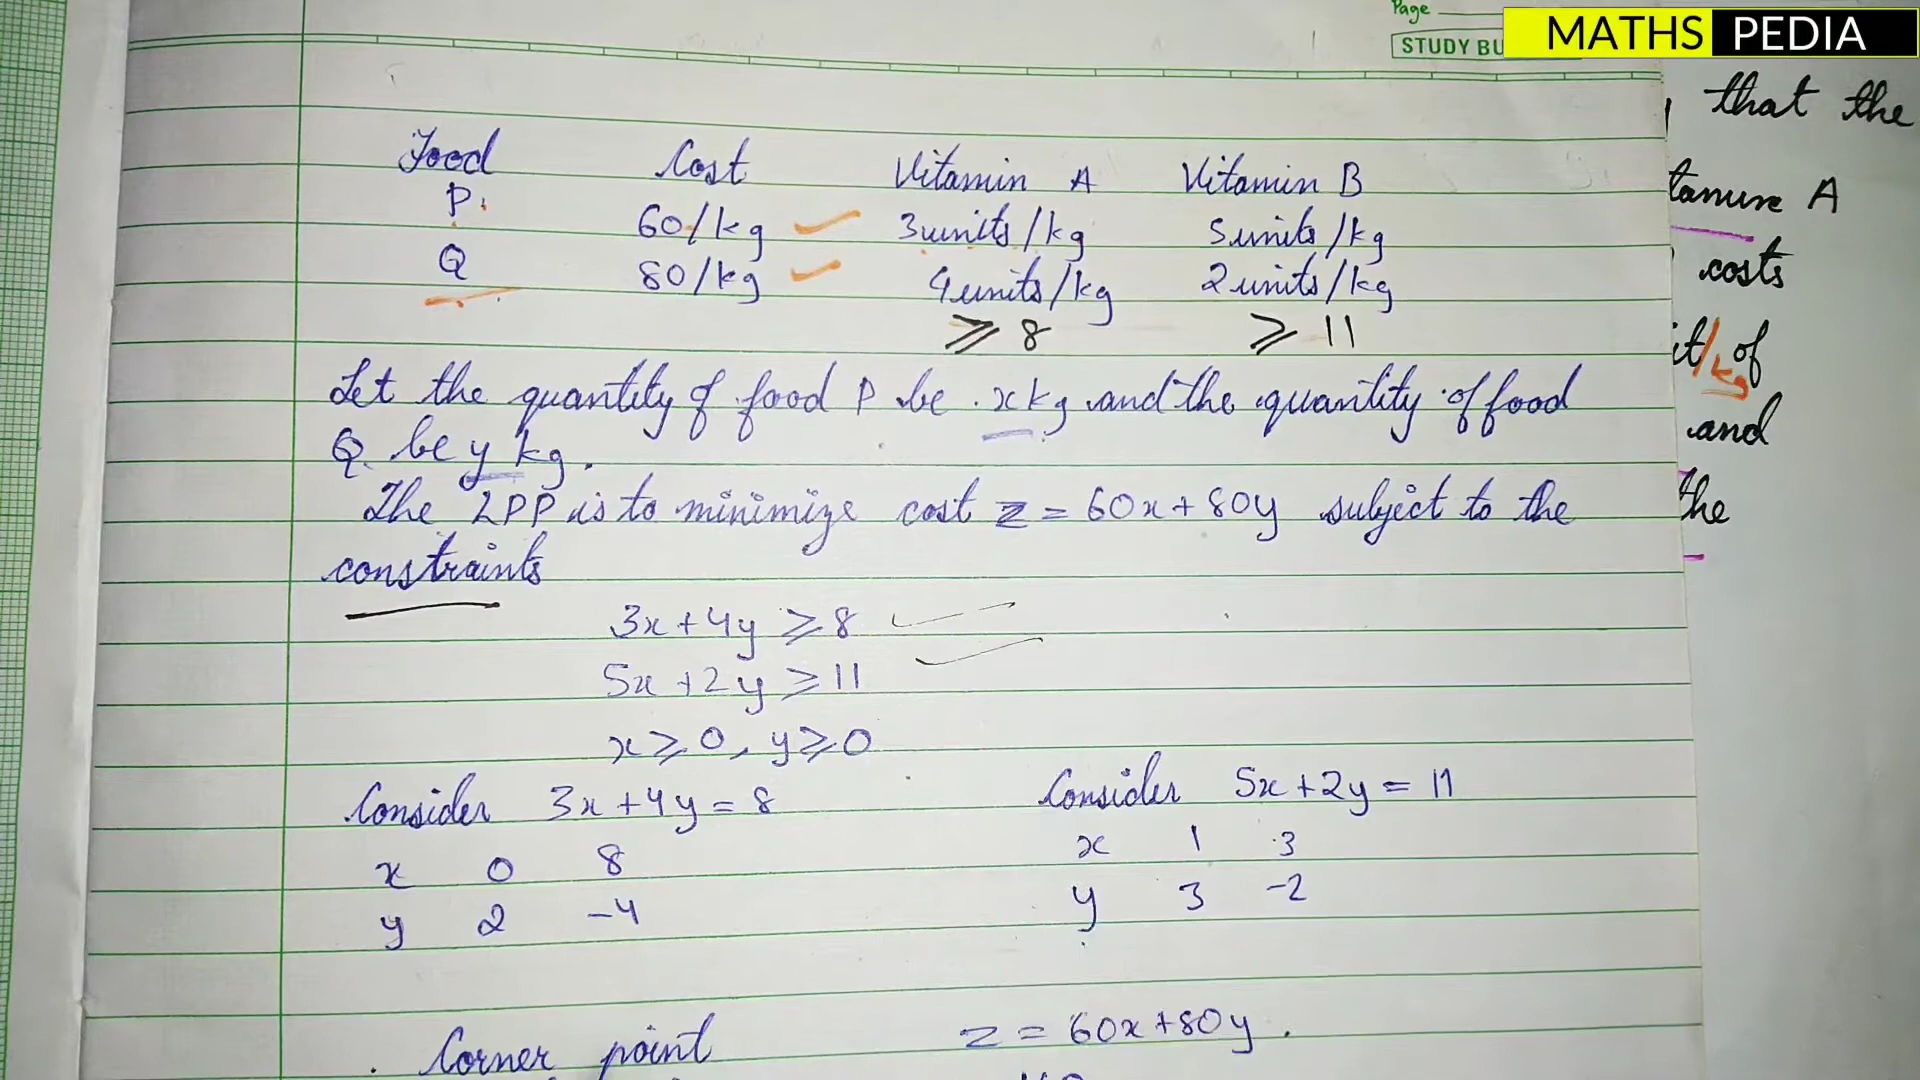 Page
STUDY BU
MATHS PEDIA
that the
tamine A
costs
it/kg of
and
the
Food Cost Vitamin A Vitamin B
P 60/kg 3units/kg 5units/kg
Q 80/kg 4units/kg 2units/kg
≥ 8 ≥ 11
Let the quantity of food P be x kg and the quantity of food
Q be y kg.
The LPP is to minimize cost z = 60x + 80y subject to the
constraints
3x + 4y ≥ 8
5x + 2y ≥ 11
x ≥ 0, y ≥ 0
Consider 3x + 4y = 8 Consider 5x + 2y = 11
x 0 8 x 1 3
y 2 -4 y 3 -2
Corner point z = 60x + 80y.